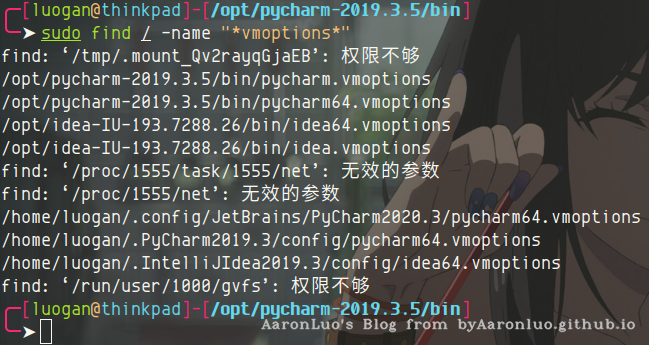 [luogan@thinkpad]-[/opt/pycharm-2019.3.5/bin]
➤ sudo find / -name "*vmoptions*"
find: ‘/tmp/.mount_Qv2rayqGjaEB’: 权限不够
/opt/pycharm-2019.3.5/bin/pycharm.vmoptions
/opt/pycharm-2019.3.5/bin/pycharm64.vmoptions
/opt/idea-IU-193.7288.26/bin/idea64.vmoptions
/opt/idea-IU-193.7288.26/bin/idea.vmoptions
find: ‘/proc/1555/task/1555/net’: 无效的参数
find: ‘/proc/1555/net’: 无效的参数
/home/luogan/.config/JetBrains/PyCharm2020.3/pycharm64.vmoptions
/home/luogan/.PyCharm2019.3/config/pycharm64.vmoptions
/home/luogan/.IntelliJIdea2019.3/config/idea64.vmoptions
find: ‘/run/user/1000/gvfs’: 权限不够
[luogan@thinkpad]-[/opt/pycharm-2019.3.5/bin]
➤
AaronLuo's Blog from byAaronluo.github.io